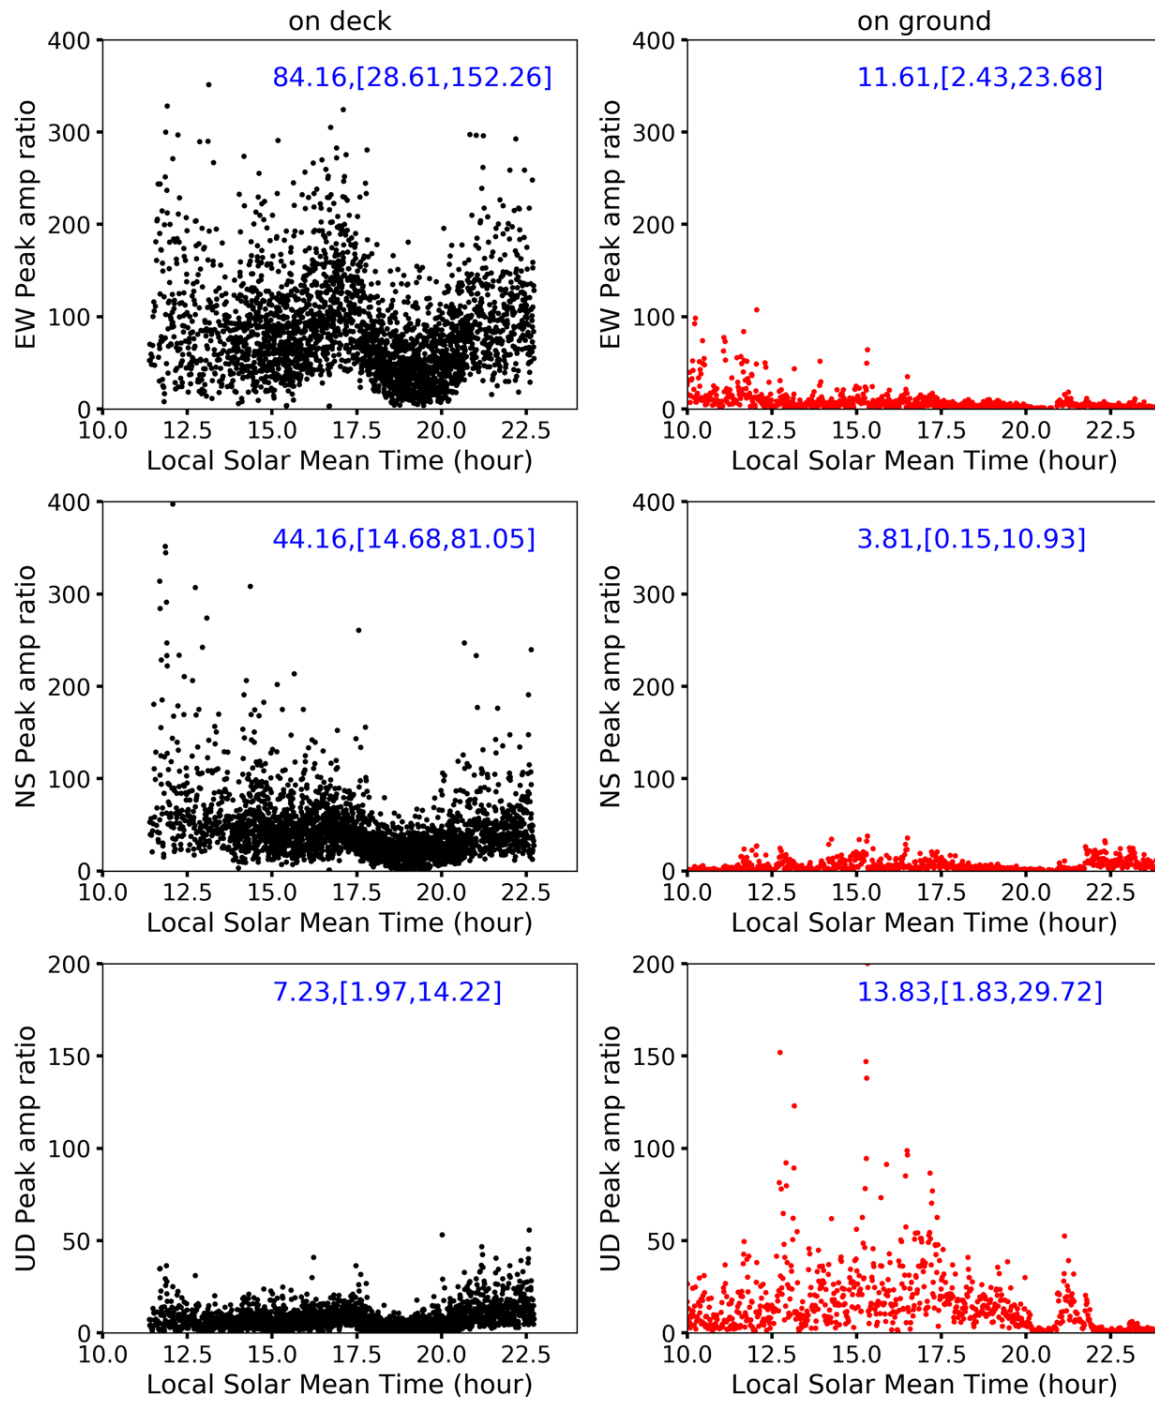 on deck
on ground
400
300
200
100
0
EW Peak amp ratio
84.16,[28.61,152.26]
10.0 12.5 15.0 17.5 20.0 22.5
Local Solar Mean Time (hour)
400
300
200
100
0
EW Peak amp ratio
11.61,[2.43,23.68]
10.0 12.5 15.0 17.5 20.0 22.5
Local Solar Mean Time (hour)
400
300
200
100
0
NS Peak amp ratio
44.16,[14.68,81.05]
10.0 12.5 15.0 17.5 20.0 22.5
Local Solar Mean Time (hour)
400
300
200
100
0
NS Peak amp ratio
3.81,[0.15,10.93]
10.0 12.5 15.0 17.5 20.0 22.5
Local Solar Mean Time (hour)
200
150
100
50
0
UD Peak amp ratio
7.23,[1.97,14.22]
10.0 12.5 15.0 17.5 20.0 22.5
Local Solar Mean Time (hour)
200
150
100
50
0
UD Peak amp ratio
13.83,[1.83,29.72]
10.0 12.5 15.0 17.5 20.0 22.5
Local Solar Mean Time (hour)